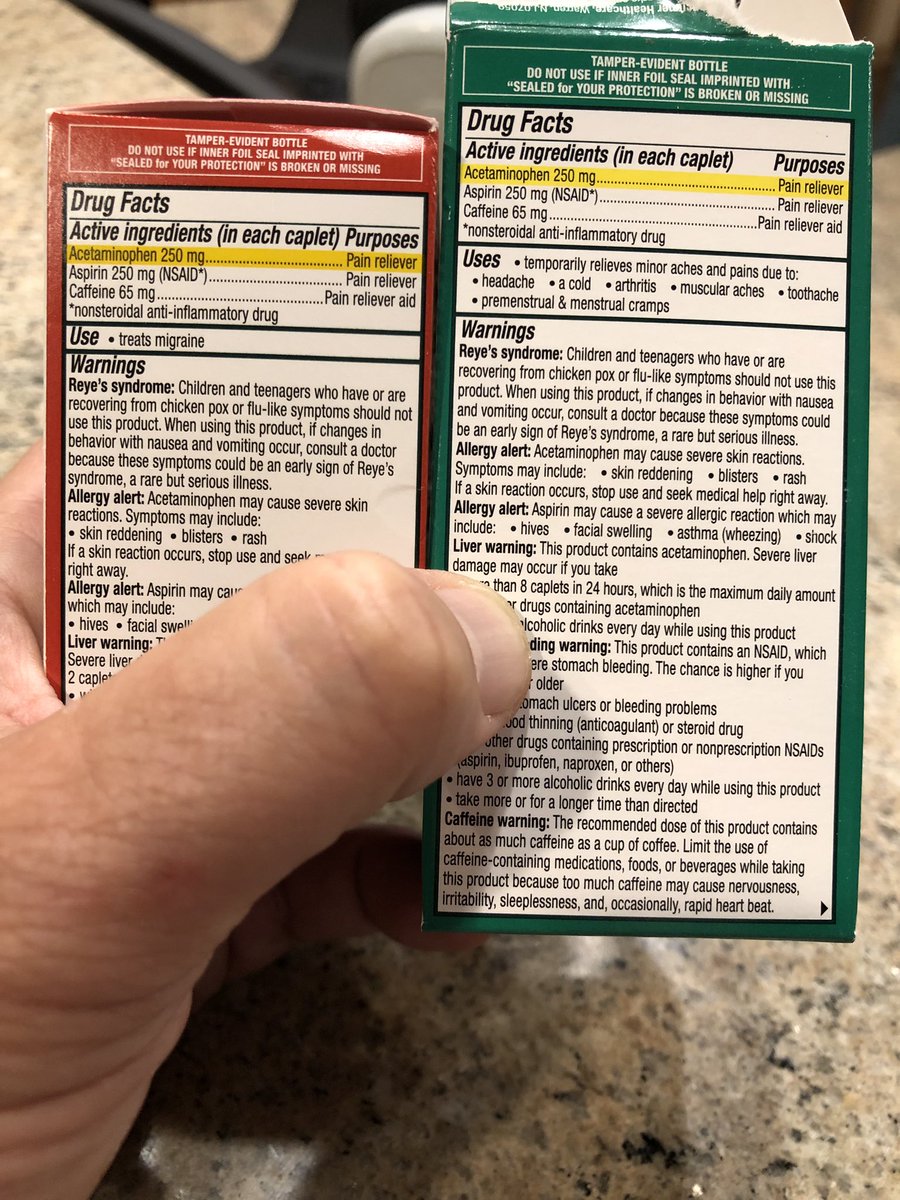 TAMPER-EVIDENT BOTTLE
DO NOT USE IF INNER FOIL SEAL IMPRINTED WITH
“SEALED for YOUR PROTECTION” IS BROKEN OR MISSING
Drug Facts
Active ingredients (in each caplet) Purposes
Acetaminophen 250 mg.............................. Pain reliever
Aspirin 250 mg (NSAID*).............................. Pain reliever
Caffeine 65 mg.............................. Pain reliever aid
*nonsteroidal anti-inflammatory drug
Use • treats migraine
Warnings
Reye's syndrome: Children and teenagers who have or are
recovering from chicken pox or flu-like symptoms should not
use this product. When using this product, if changes in
behavior with nausea and vomiting occur, consult a doctor
because these symptoms could be an early sign of Reye's
syndrome, a rare but serious illness.
Allergy alert: Acetaminophen may cause severe skin
reactions. Symptoms may include:
• skin reddening • blisters • rash
If a skin reaction occurs, stop use and seek
right away.
Allergy alert: Aspirin may
which may include:
• hives • facial
Liver warning:
Severe liver
2
Healthcare, Warren, NJ 07059
TAMPER-EVIDENT BOTTLE
DO NOT USE IF INNER FOIL SEAL IMPRINTED WITH
“SEALED for YOUR PROTECTION” IS BROKEN OR MISSING
Drug Facts
Active ingredients (in each caplet) Purposes
Acetaminophen 250 mg.............................. Pain reliever
Aspirin 250 mg (NSAID*).............................. Pain reliever
Caffeine 65 mg.............................. Pain reliever aid
*nonsteroidal anti-inflammatory drug
Uses • temporarily relieves minor aches and pains due to:
• headache • a cold • arthritis • muscular aches • toothache
• premenstrual & menstrual cramps
Warnings
Reye's syndrome: Children and teenagers who have or are
recovering from chicken pox or flu-like symptoms should not use this
product. When using this product, if changes in behavior with nausea
and vomiting occur, consult a doctor because these symptoms could
be an early sign of Reye's syndrome, a rare but serious illness.
Allergy alert: Acetaminophen may cause severe skin reactions.
Symptoms may include: • skin reddening • blisters • rash
If a skin reaction occurs, stop use and seek medical help right away.
Allergy alert: Aspirin may cause a severe allergic reaction which may
include: • hives • facial swelling • asthma (wheezing) • shock
Liver warning: This product contains acetaminophen. Severe liver
damage may occur if you take
than 8 caplets in 24 hours, which is the maximum daily amount
drugs containing acetaminophen
alcoholic drinks every day while using this product
warning: This product contains an NSAID, which
stomach bleeding. The chance is higher if you
older
ulcers or bleeding problems
thinning (anticoagulant) or steroid drug
other drugs containing prescription or nonprescription NSAIDs
(aspirin, ibuprofen, naproxen, or others)
• have 3 or more alcoholic drinks every day while using this product
• take more or for a longer time than directed
Caffeine warning: The recommended dose of this product contains
about as much caffeine as a cup of coffee. Limit the use of
caffeine-containing medications, foods, or beverages while taking
this product because too much caffeine may cause nervousness,
irritability, sleeplessness, and, occasionally, rapid heart beat.